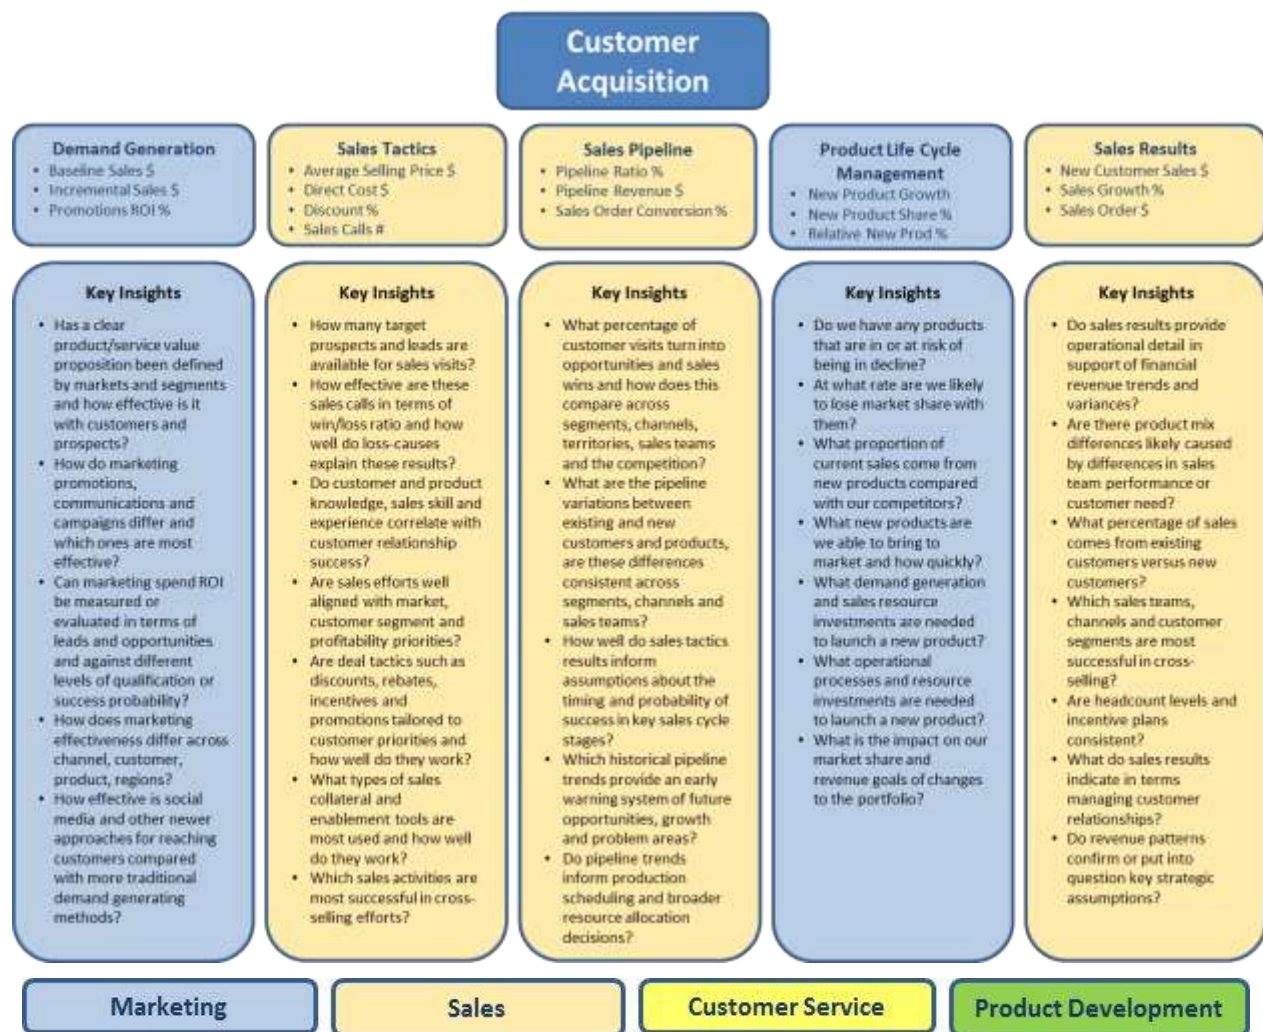 Customer
Acquisition
Demand Generation
• Baseline Sales $
• Incremental Sales $
• Promotions ROI %
Sales Tactics
• Average Selling Price $
• Direct Cost $
• Discount %
• Sales Calls #
Sales Pipeline
• Pipeline Ratio %
• Pipeline Revenue $
• Sales Order Conversion %
Product Life Cycle
Management
• New Product Growth
• New Product Share %
• Relative New Prod %
Sales Results
• New Customer Sales $
• Sales Growth %
• Sales Order $
Key Insights
• Has a clear
product/service value
proposition been defined
by markets and segments
and how effective is it
with customers and
prospects?
• How do marketing
promotions,
communications and
campaigns differ and
which ones are most
effective?
• Can marketing spend ROI
be measured or
evaluated in terms of
leads and opportunities
and against different
levels of qualification or
success probability?
• How does marketing
effectiveness differ across
channel, customer,
product, regions?
• How effective is social
media and other newer
approaches for reaching
customers compared
with more traditional
demand generating
methods?
Key Insights
• How many target
prospects and leads are
available for sales visits?
• How effective are these
sales calls in terms of
win/loss ratio and how
well do loss-causes
explain these results?
• Do customer and product
knowledge, sales skill and
experience correlate with
customer relationship
success?
• Are sales efforts well
aligned with market,
customer segment and
profitability priorities?
• Are deal tactics such as
discounts, rebates,
incentives and
promotions tailored to
customer priorities and
how well do they work?
• What types of sales
collateral and
enablement tools are
most used and how well
do they work?
• Which sales activities are
most successful in cross-
selling efforts?
Key Insights
• What percentage of
customer visits turn into
opportunities and sales
wins and how does this
compare across
segments, channels,
territories, sales teams
and the competition?
• What are the pipeline
variations between
existing and new
customers and products,
are these differences
consistent across
segments, channels and
sales teams?
• How well do sales tactics
results inform
assumptions about the
timing and probability of
success in key sales cycle
stages?
• Which historical pipeline
trends provide an early
warning system of future
opportunities, growth
and problem areas?
• Do pipeline trends
inform production
scheduling and broader
resource allocation
decisions?
Key Insights
• Do we have any products
that are in or at risk of
being in decline?
• At what rate are we likely
to lose market share with
them?
• What proportion of
current sales come from
new products compared
with our competitors?
• What new products are
we able to bring to
market and how quickly?
• What demand generation
and sales resource
investments are needed
to launch a new product?
• What operational
processes and resource
investments are needed
to launch a new product?
• What is the impact on our
market share and
revenue goals of changes
to the portfolio?
Key Insights
• Do sales results provide
operational detail in
support of financial
revenue trends and
variances?
• Are there product mix
differences likely caused
by differences in sales
team performance or
customer need?
• What percentage of sales
comes from existing
customers versus new
customers?
• Which sales teams,
channels and customer
segments are most
successful in cross-
selling?
• Are headcount levels and
incentive plans
consistent?
• What do sales results
indicate in terms
managing customer
relationships?
• Do revenue patterns
confirm or put into
question key strategic
assumptions?
Marketing
Sales
Customer Service
Product Development